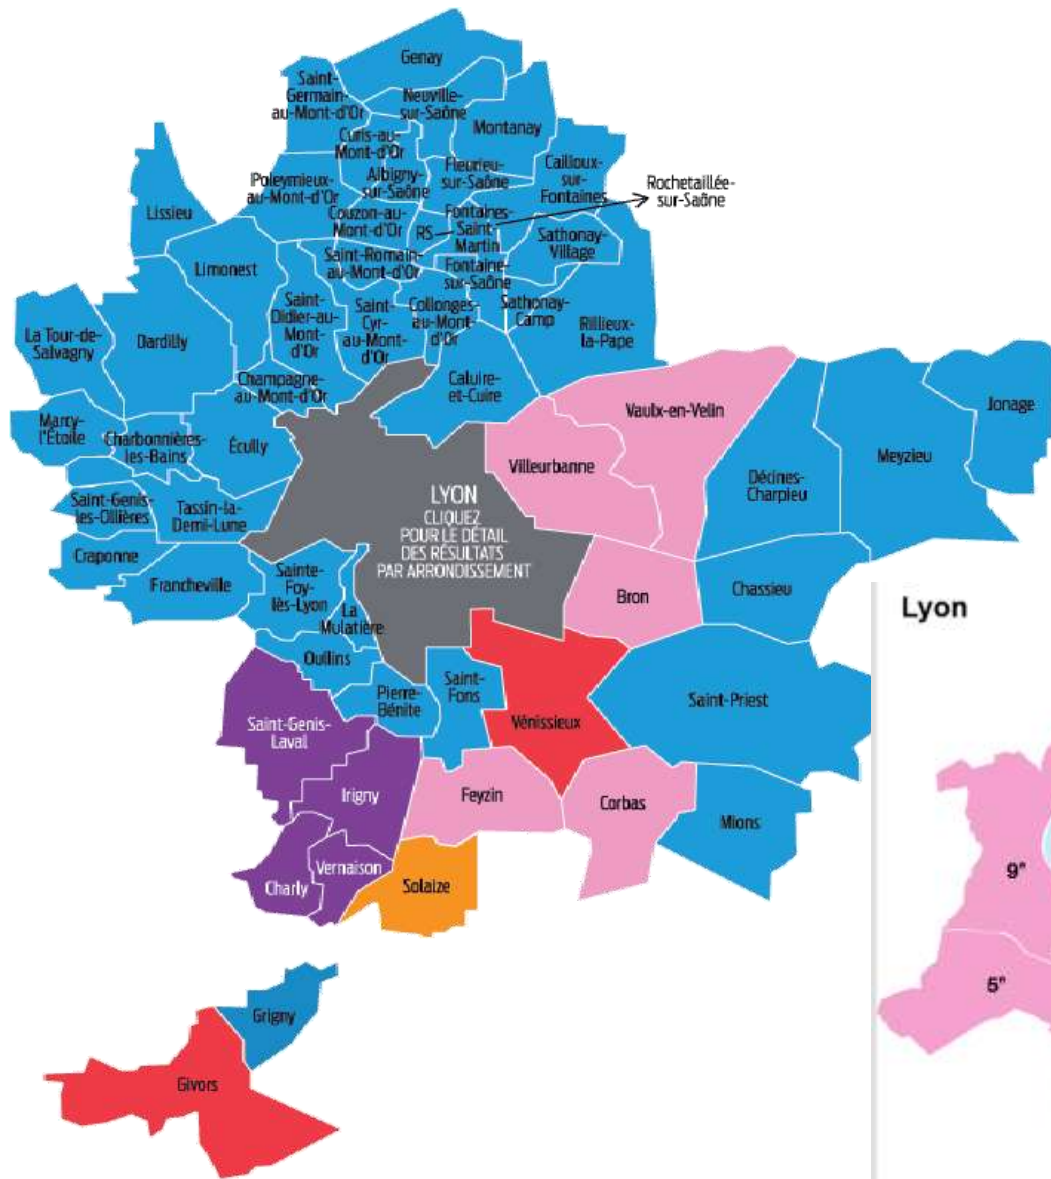 Genay
Saint-
Germain-
au-Mont-d'Or
Neuville-
sur-Saône
Montanay
Curis-au-
Mont-d'Or
Albigny-
sur-Saône
Fleurieu-
sur-Saône
Cailloux-
sur-
Fontaines
Rochetaillée-
sur-Saône
Poleymieux-
au-Mont-d'Or
Lissieu
Couzon-au-
Mont-d'Or
RS
Fontaines-
Saint-
Martin
Sathonay-
Village
Limonest
Saint-Romain-
au-Mont-d'Or
Fontaine-
sur-Saône
Saint-
Didier-au-
Mont-
d'Or
Saint-
Cyr-
au-Mont-
d'Or
Collonges-
au-Mont-
d'Or
Sathonay-
Camp
Rillieux-
la-Pape
La Tour-de-
Salvagny
Dardilly
Champagne-
au-Mont-d'Or
Caluire-
et-Cuire
Vaulx-en-Velin
Jonage
Marcy-
l'Étoile
Charbonnières-
les-Bains
Écully
Villeurbanne
Décines-
Charpieu
Meyzieu
Saint-Genis-
les-Ollières
Tassin-la-
Demi-Lune
LYON
CLIQUEZ
POUR LE DÉTAIL
DES RÉSULTATS
PAR ARRONDISSEMENT
Craponne
Francheville
Sainte-
Foy-
lès-Lyon
La
Mulatière
Bron
Chassieu
Lyon
Oullins
Pierre-
Bénite
Saint-
Fons
Saint-Priest
Saint-Genis-
Laval
Vénissieux
Irigny
Feyzin
Corbas
Mions
Charly
Vernaison
Solaize
9e
5e
Grigny
Givors